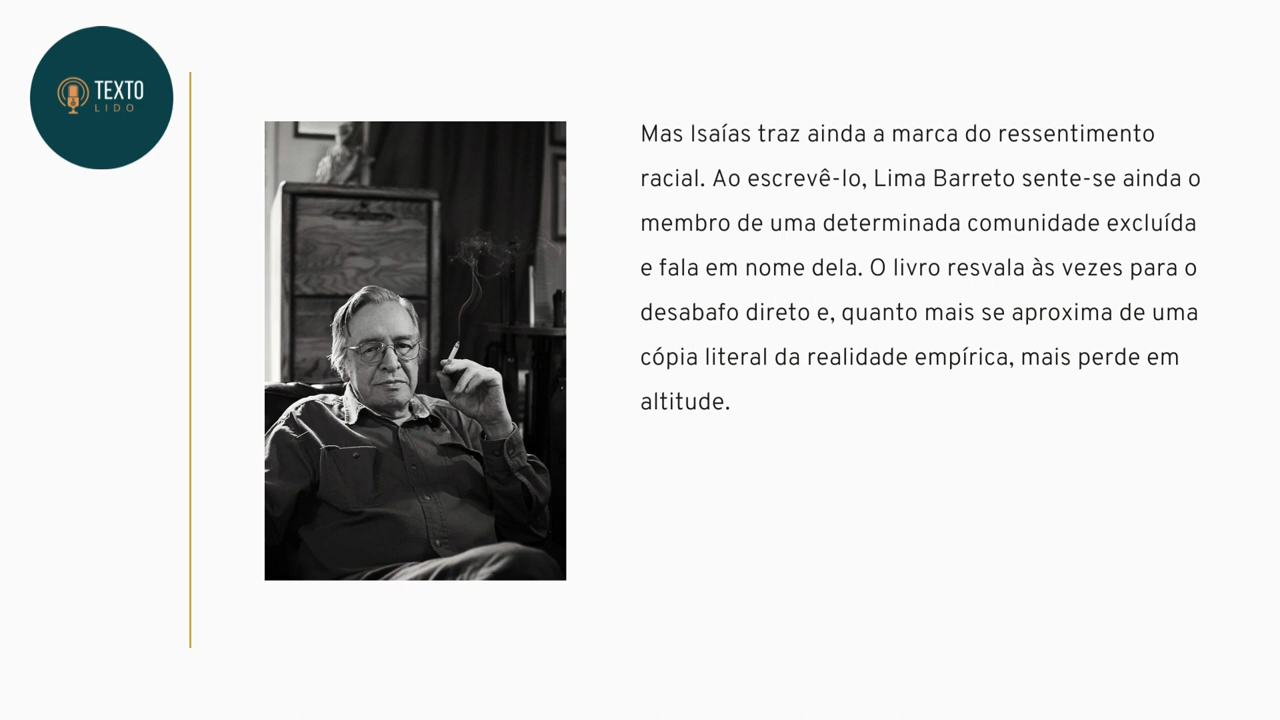 TEXTO
LIDO
Mas Isaías traz ainda a marca do ressentimento
racial. Ao escrevê-lo, Lima Barreto sente-se ainda o
membro de uma determinada comunidade excluída
e fala em nome dela. O livro resvala às vezes para o
desabafo direto e, quanto mais se aproxima de uma
cópia literal da realidade empírica, mais perde em
altitude.